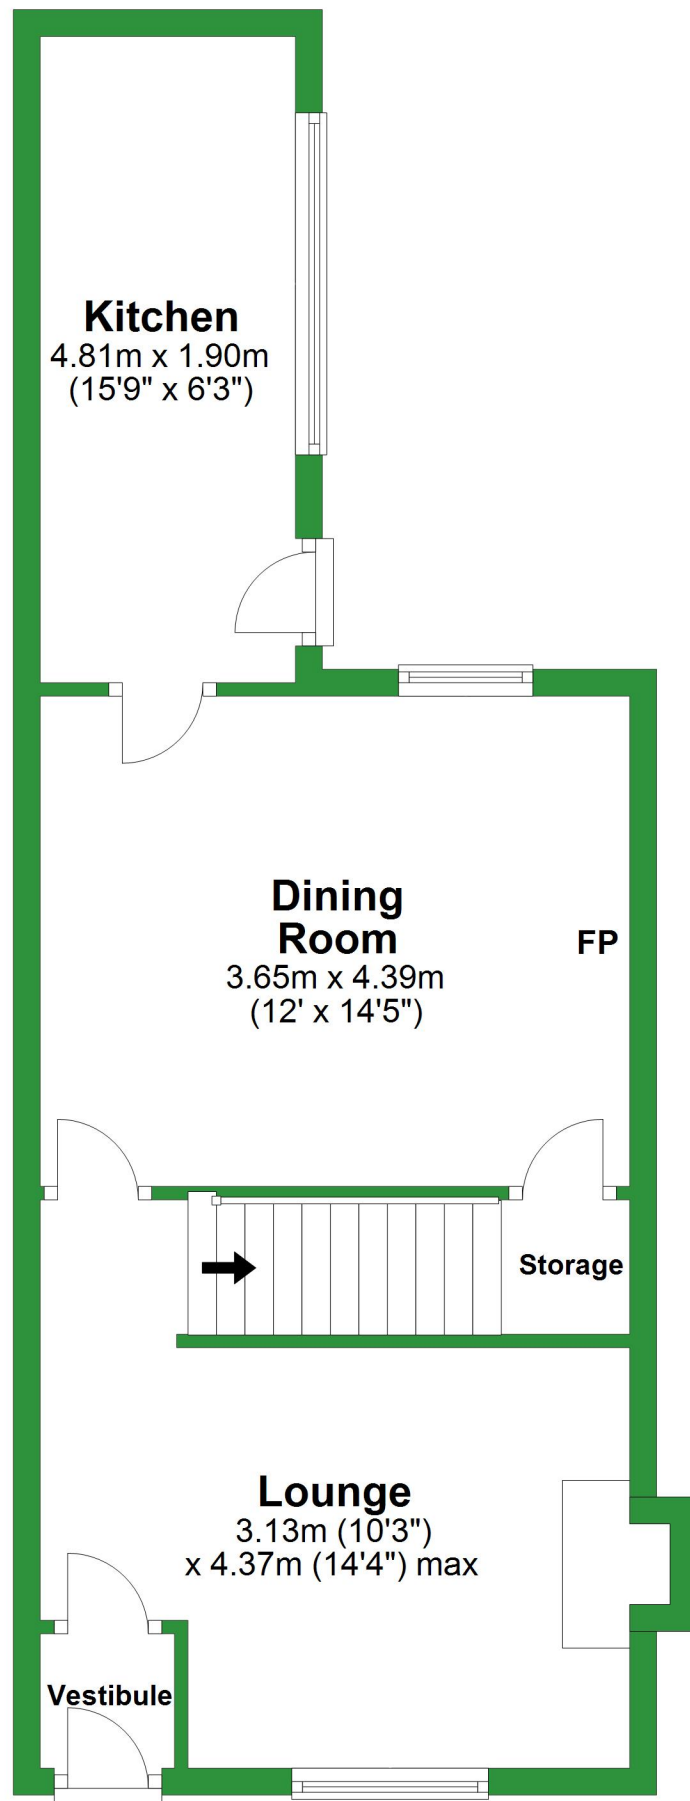 Kitchen
4.81m x 1.90m
(15'9" x 6'3")
Dining
Room
3.65m x 4.39m
(12' x 14'5")
FP
Storage
Lounge
3.13m (10'3")
x 4.37m (14'4") max
Vestibule